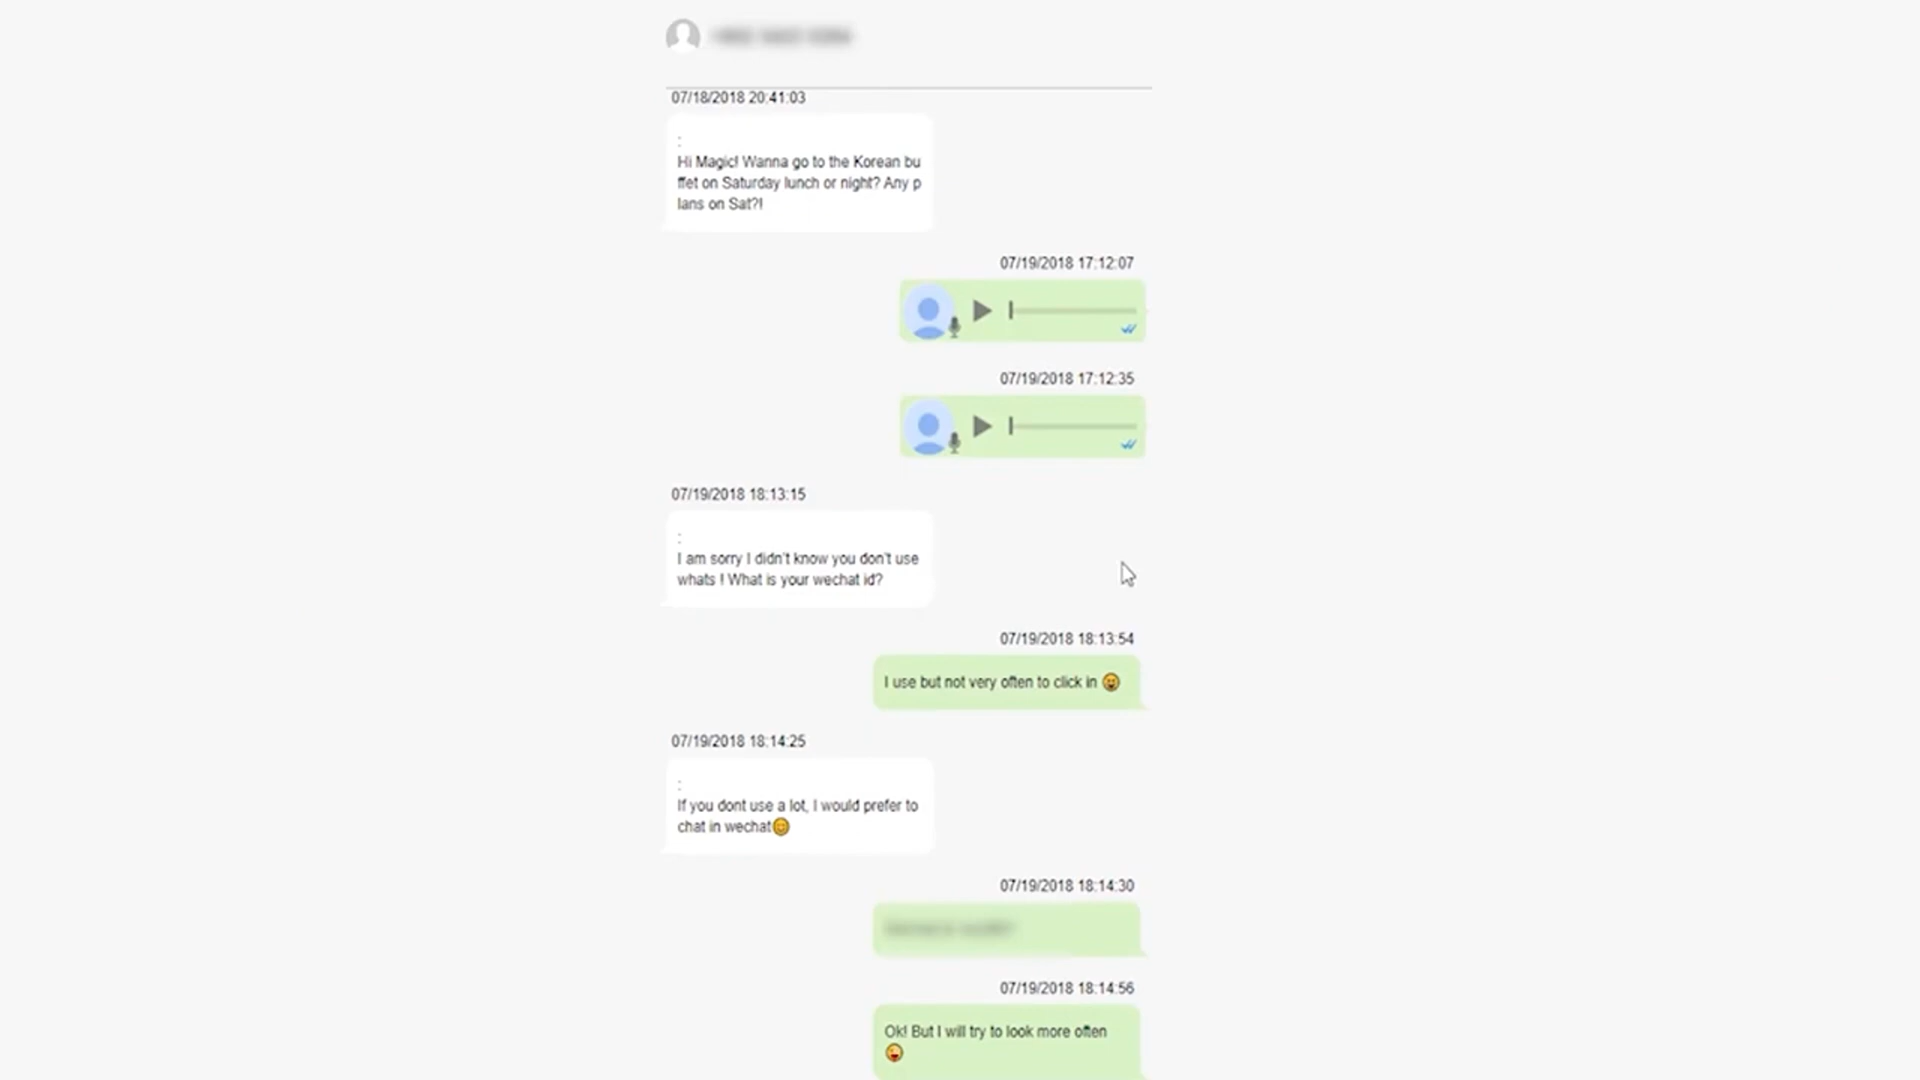 07/18/2018 20:41:03
:
Hi Magic! Wanna go to the Korean bu
ffet on Saturday lunch or night? Any p
lans on Sat?!
07/19/2018 17:12:07
07/19/2018 17:12:35
07/19/2018 18:13:15
:
I am sorry I didn't know you don't use
whats ! What is your wechat id?
07/19/2018 18:13:54
I use but not very often to click in 😀
07/19/2018 18:14:25
:
If you dont use a lot, I would prefer to
chat in wechat😊
07/19/2018 18:14:30
07/19/2018 18:14:56
Ok! But I will try to look more often
😜